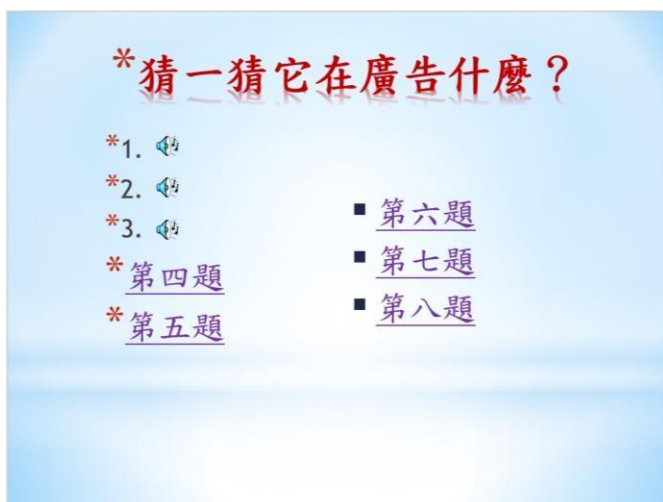 *猜一猜它在廣告什麼？
*1.
*2.
*3.
*第四題
*第五題
▪ 第六題
▪ 第七題
▪ 第八題